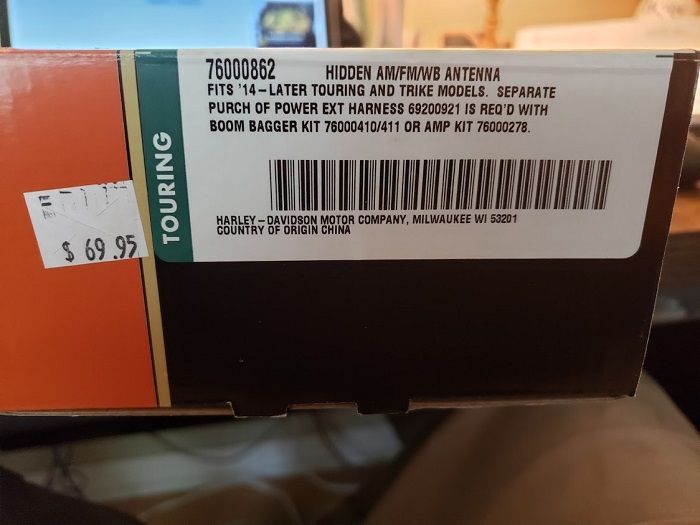 76000862 HIDDEN AM/FM/WB ANTENNA
FITS '14-LATER TOURING AND TRIKE MODELS. SEPARATE
PURCH OF POWER EXT HARNESS 69200921 IS REQ'D WITH
BOOM BAGGER KIT 76000410/411 OR AMP KIT 76000278.
HARLEY-DAVIDSON MOTOR COMPANY, MILWAUKEE WI 53201
COUNTRY OF ORIGIN CHINA
TOURING
$ 69.95